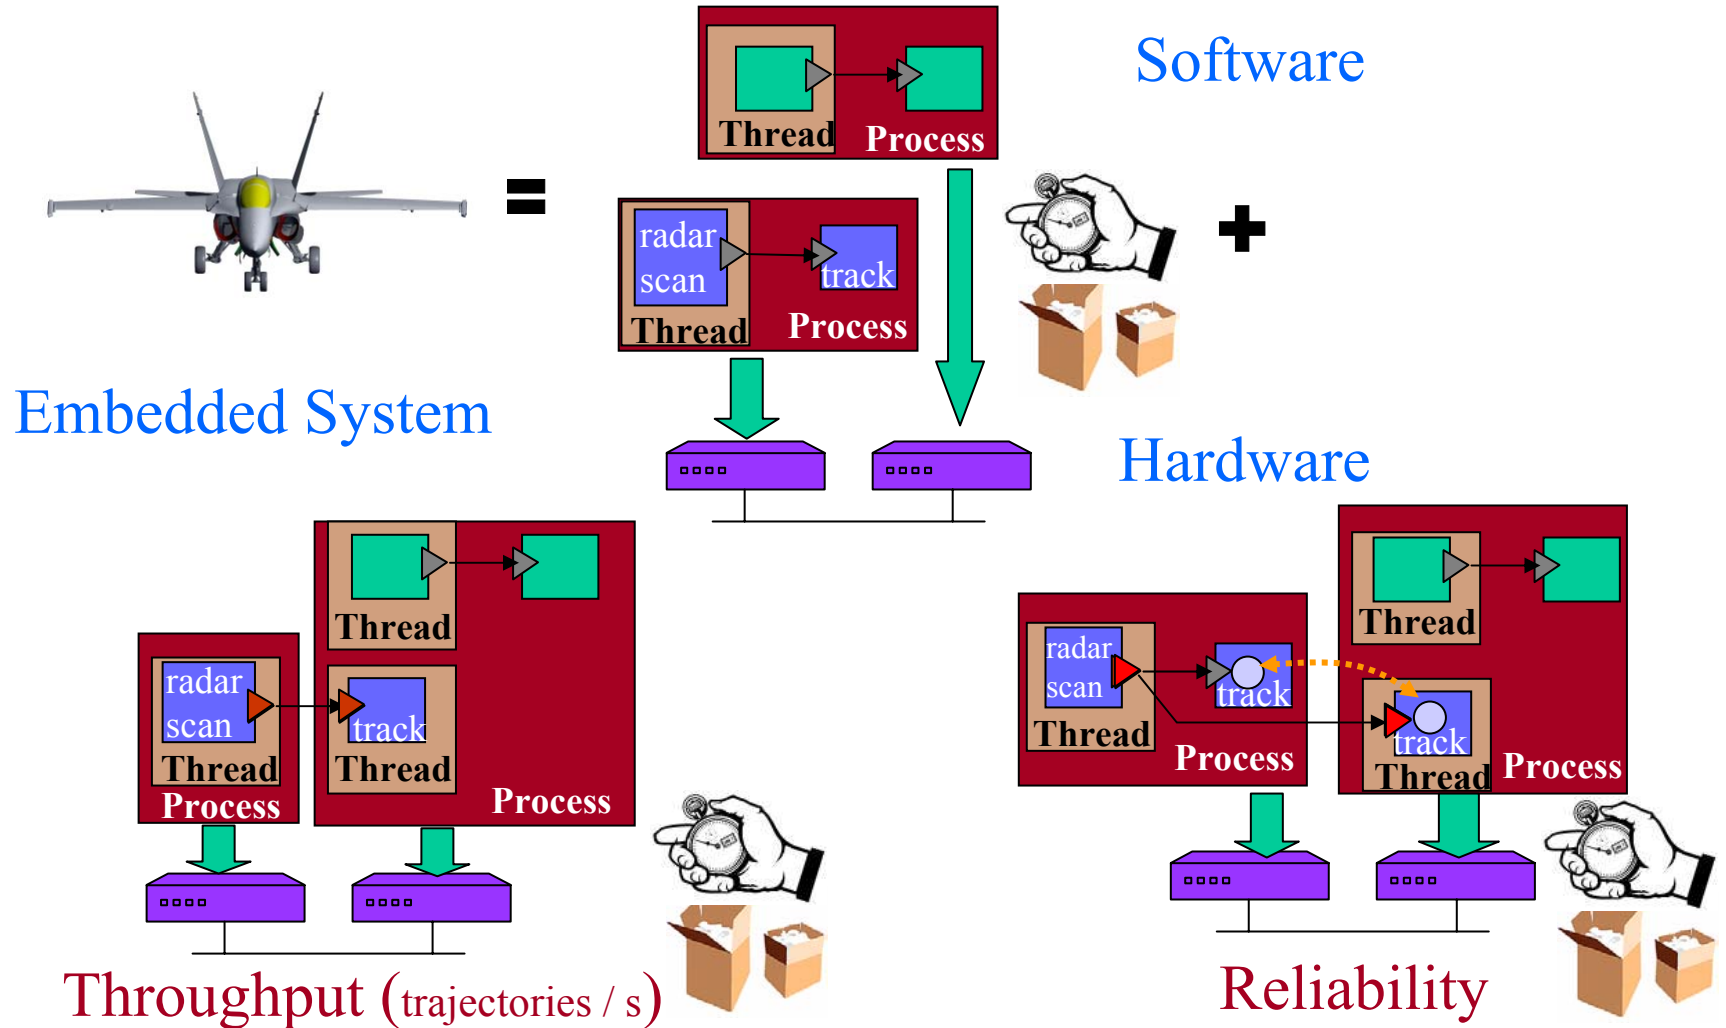 Software
Thread
Process
=
+
radar
scan
track
Thread
Process
Embedded System
Hardware
Thread
radar
scan
track
Thread
Thread
Process
Process
Throughput (trajectories / s)
Thread
radar
scan
track
Thread
Process
track
Thread
Process
Reliability